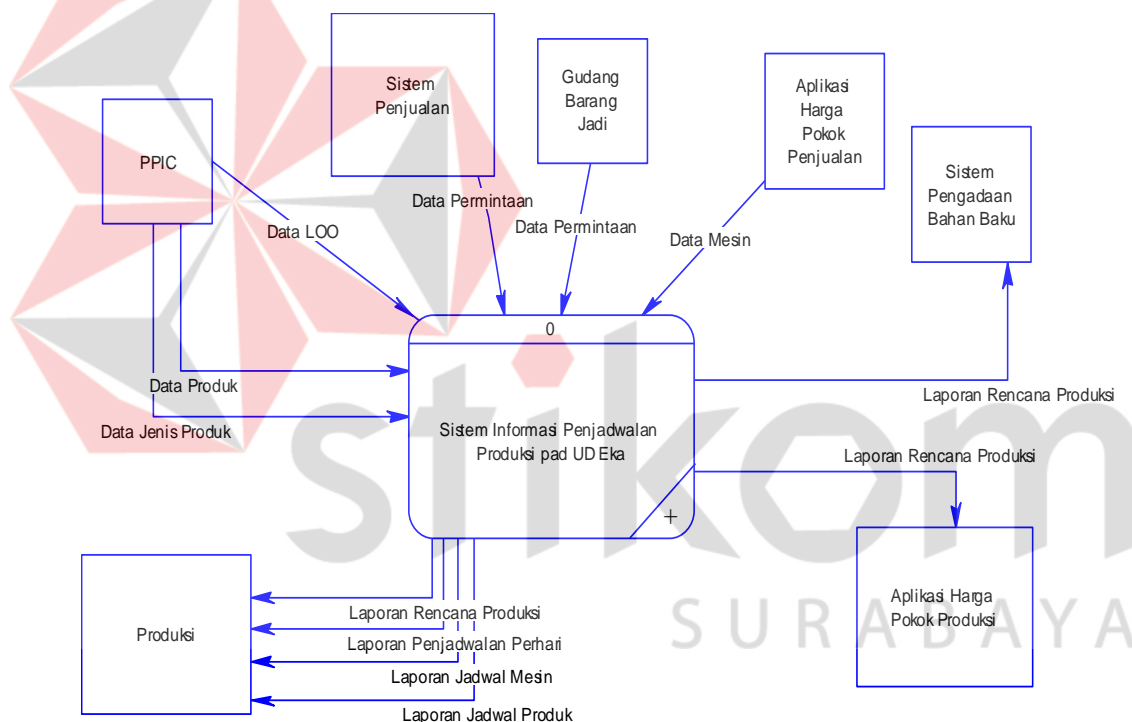 Sistem
Penjualan
Gudang
Barang
Jadi
Aplikasi
Harga
Pokok
Penjualan
PPIC
Sistem
Pengadaan
Bahan Baku
Data Permintaan
Data Permintaan
Data LOO
Data Mesin
0
Data Produk
Laporan Rencana Produksi
Data Jenis Produk
Sistem Informasi Penjadwalan
Produksi pad UD Eka
Laporan Rencana Produksi
+
stikom
SURABAYA
Aplikasi Harga
Pokok Produksi
Produksi
Laporan Rencana Produksi
Laporan Penjadwalan Perhari
Laporan Jadwal Mesin
Laporan Jadwal Produk